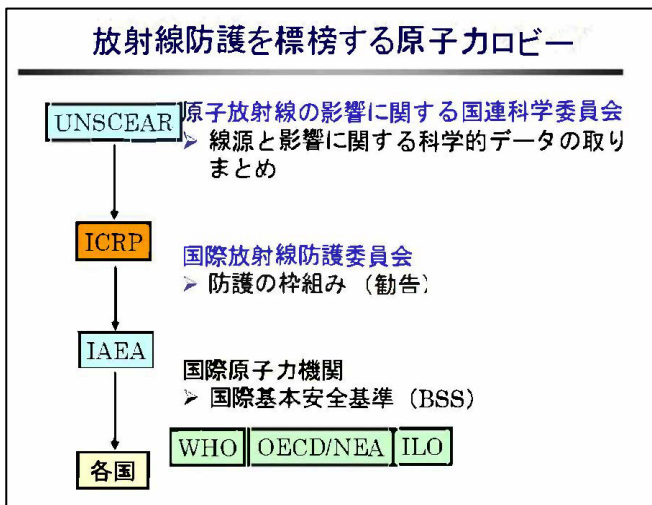 放射線防護を標榜する原子力ロビー
UNSCEAR
原子放射線の影響に関する国連科学委員会
➢ 線源と影響に関する科学的データの取り
まとめ
ICRP
国際放射線防護委員会
➢ 防護の枠組み (勧告)
IAEA
国際原子力機関
➢ 国際基本安全基準 (BSS)
WHO OECD/NEA ILO
各国